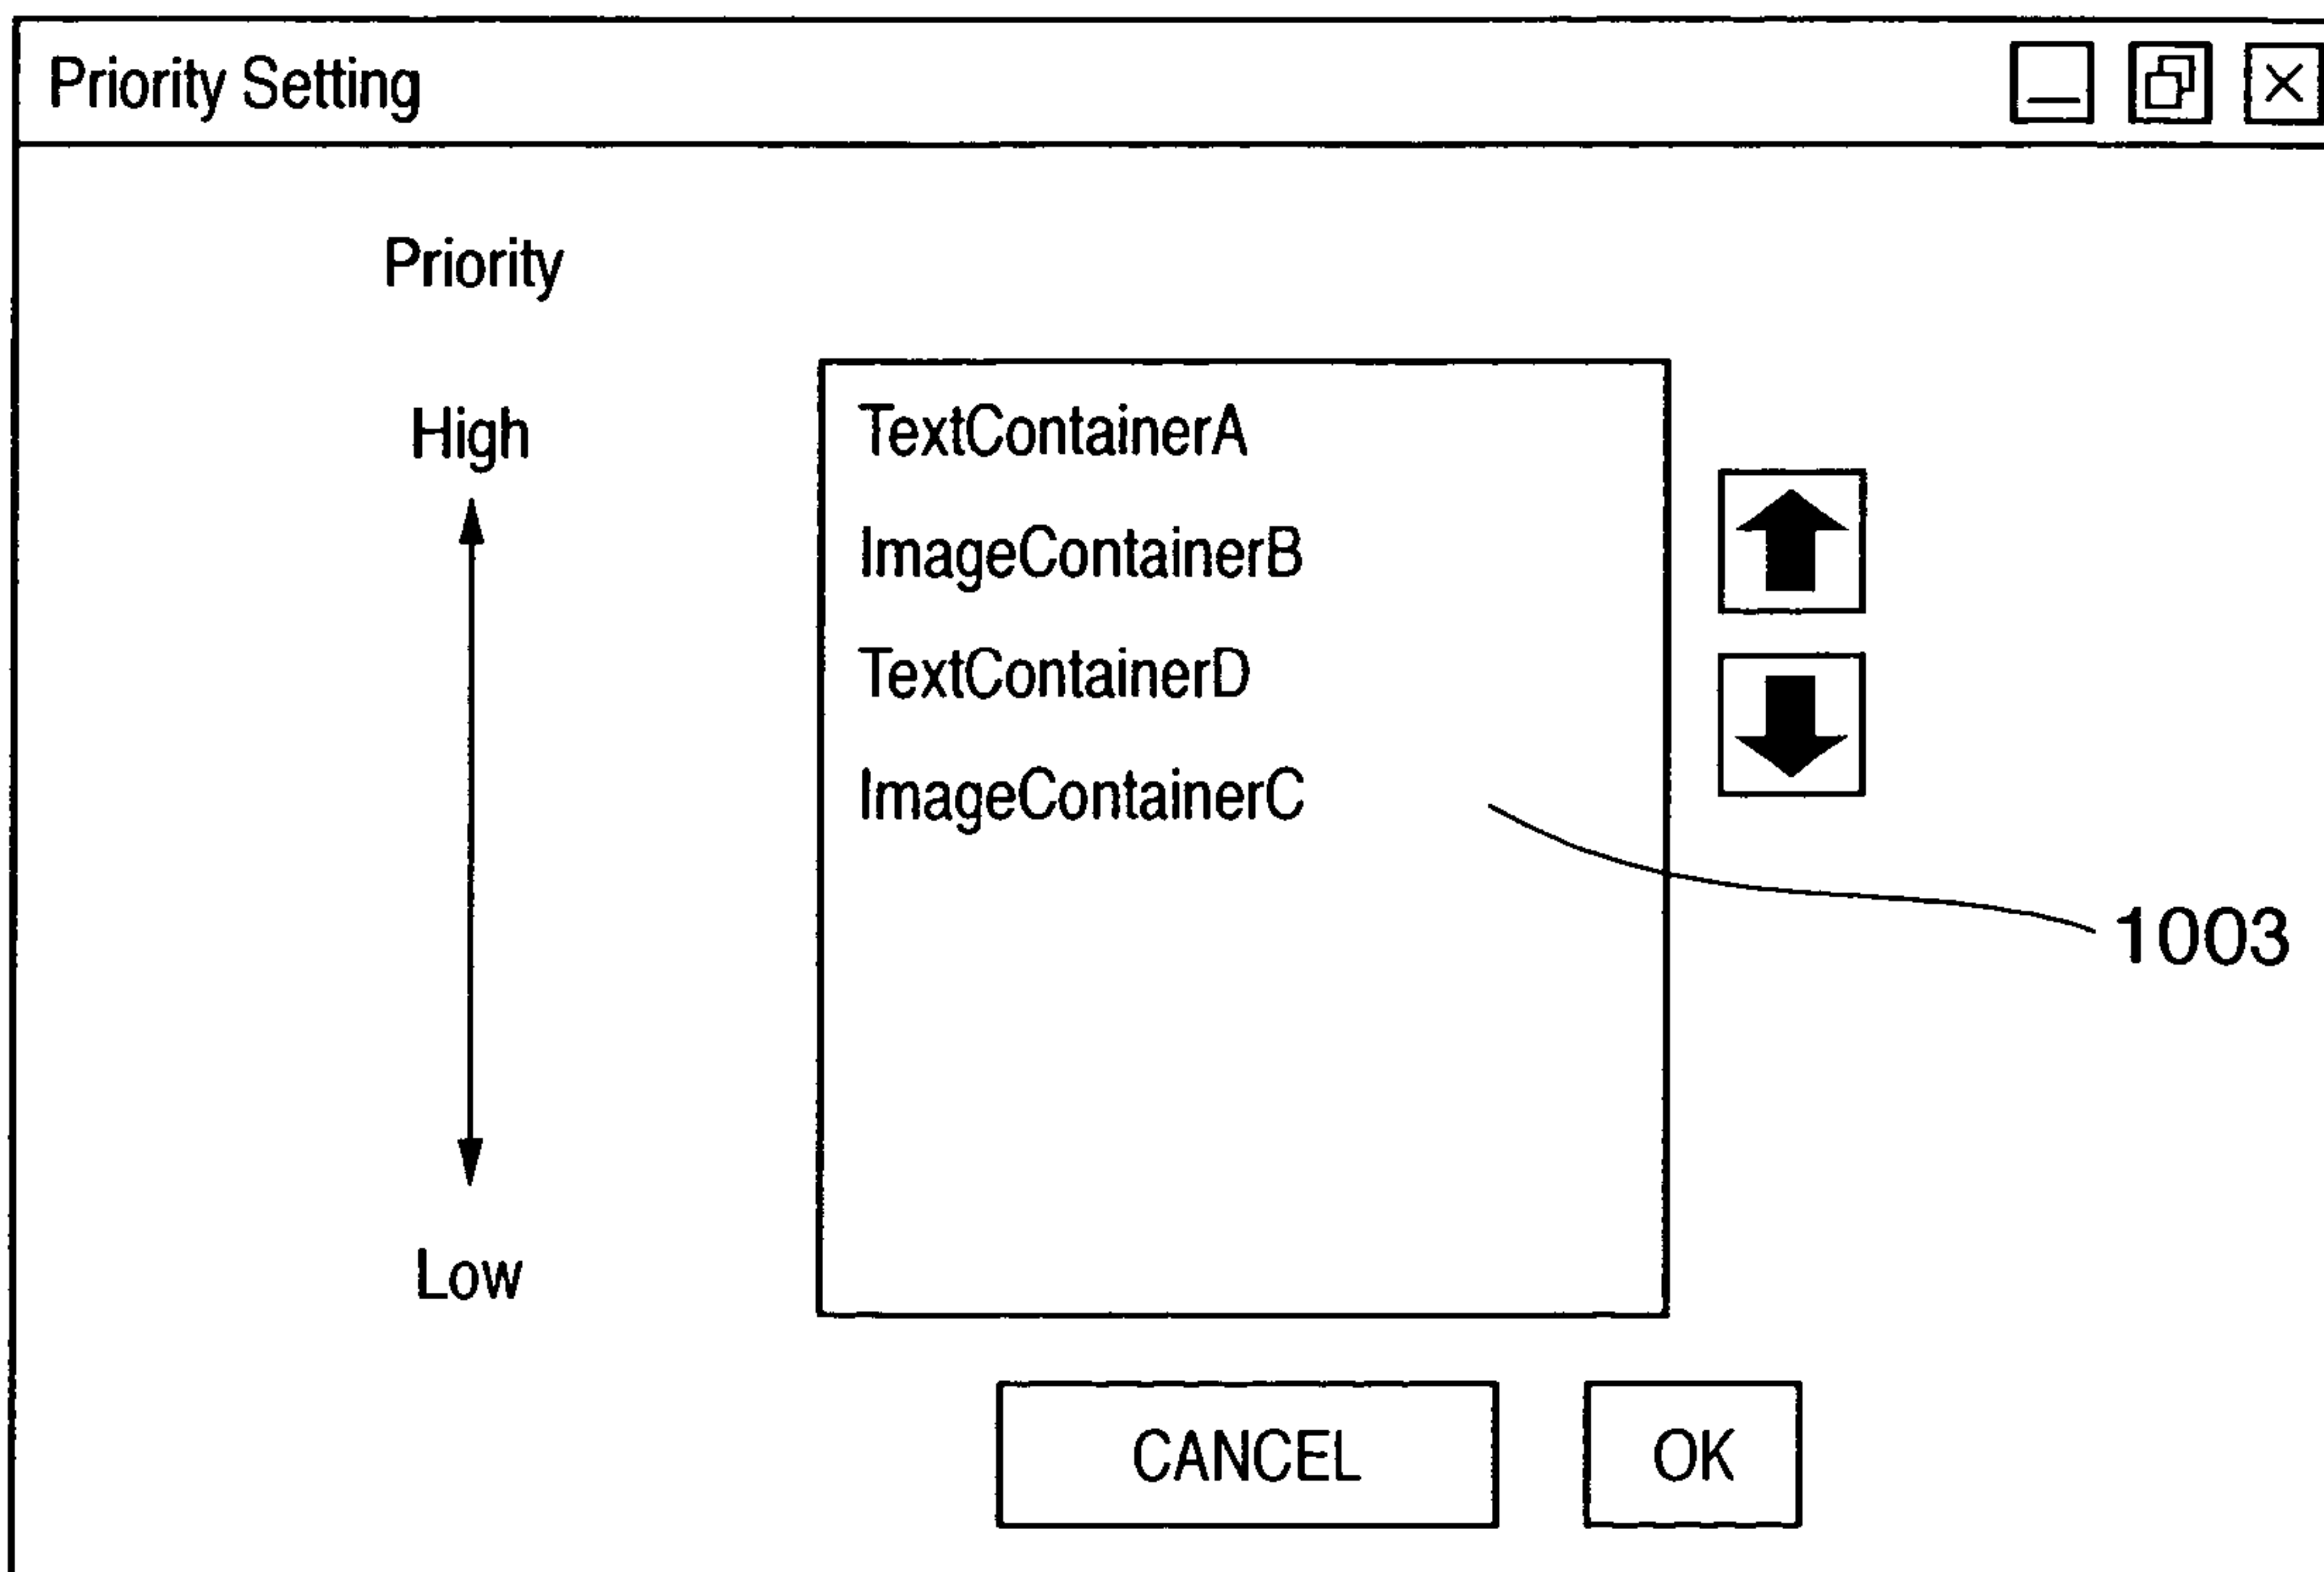 Priority Setting
Priority
High
TextContainerA
ImageContainerB
TextContainerD
ImageContainerC
1003
Low
CANCEL
OK